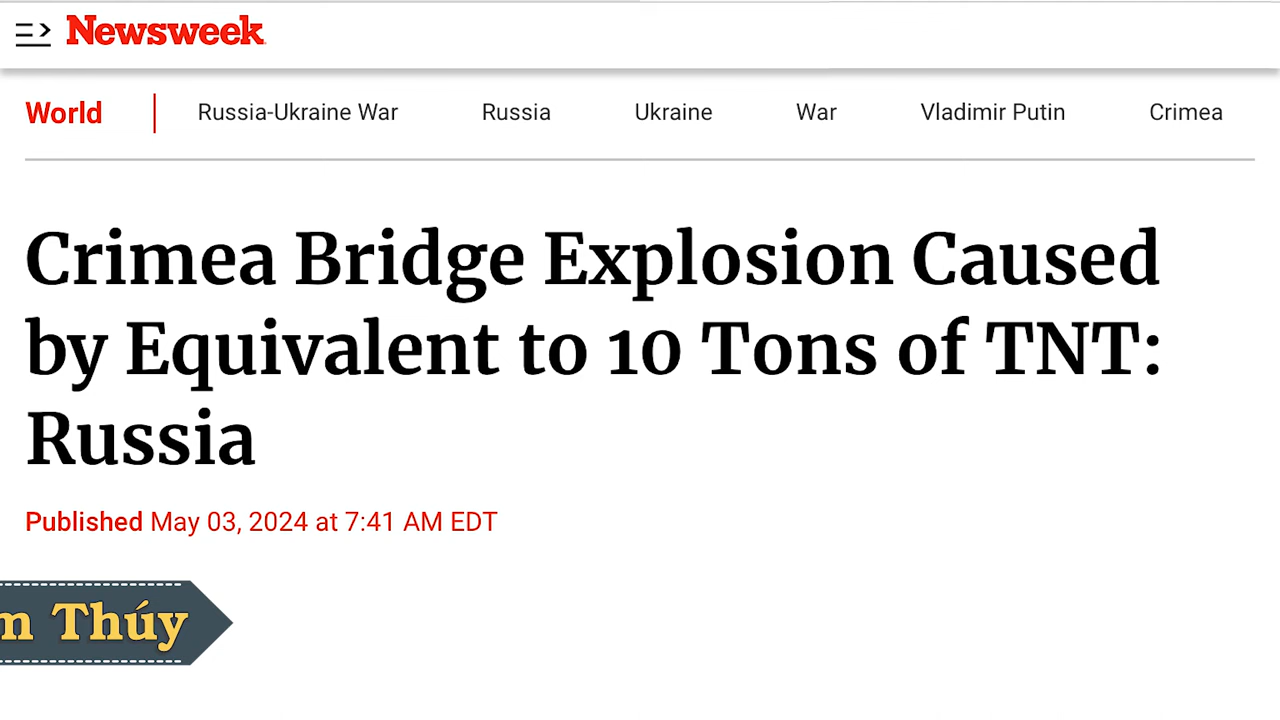 Newsweek
World
Russia-Ukraine War
Russia
Ukraine
War
Vladimir Putin
Crimea
Crimea Bridge Explosion Caused
by Equivalent to 10 Tons of TNT:
Russia
Published May 03, 2024 at 7:41 AM EDT
m Thúy